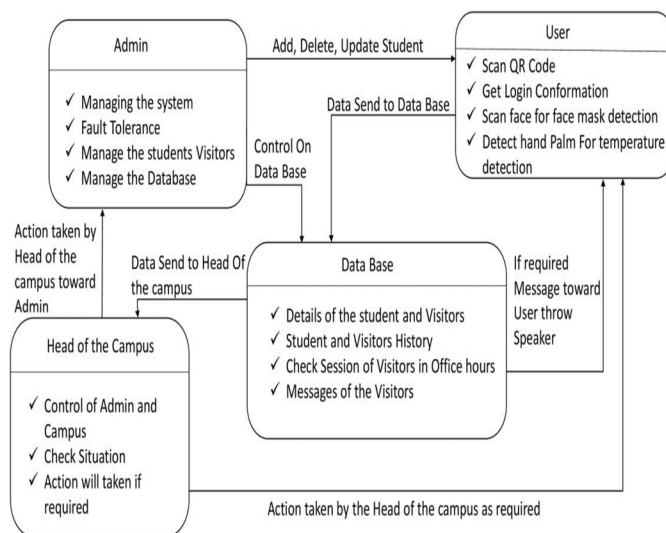 Admin
✓ Managing the system
✓ Fault Tolerance
✓ Manage the students Visitors
✓ Manage the Database
Add, Delete, Update Student
User
✓ Scan QR Code
✓ Get Login Conformation
✓ Scan face for face mask detection
✓ Detect hand Palm For temperature
detection
Data Send to Data Base
Control On
Data Base
Action taken by
Head of the
campus toward
Admin
Data Send to Head Of
the campus
Data Base
✓ Details of the student and Visitors
✓ Student and Visitors History
✓ Check Session of Visitors in Office hours
✓ Messages of the Visitors
If required
Message toward
User throw
Speaker
Head of the Campus
✓ Control of Admin and
Campus
✓ Check Situation
✓ Action will taken if
required
Action taken by the Head of the campus as required